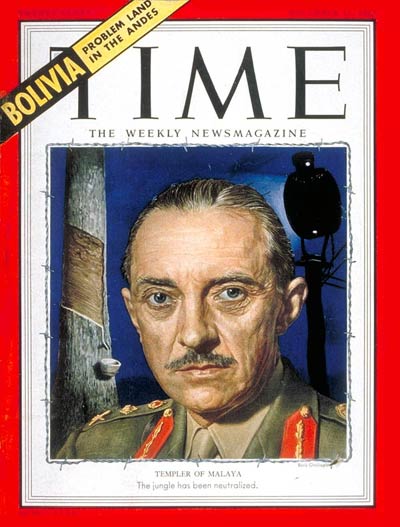 BOLIVIA
PROBLEM LAND
IN THE ANDES
TIME
THE WEEKLY NEWSMAGAZINE
TEMPLER OF MALAYA
The jungle has been neutralized.